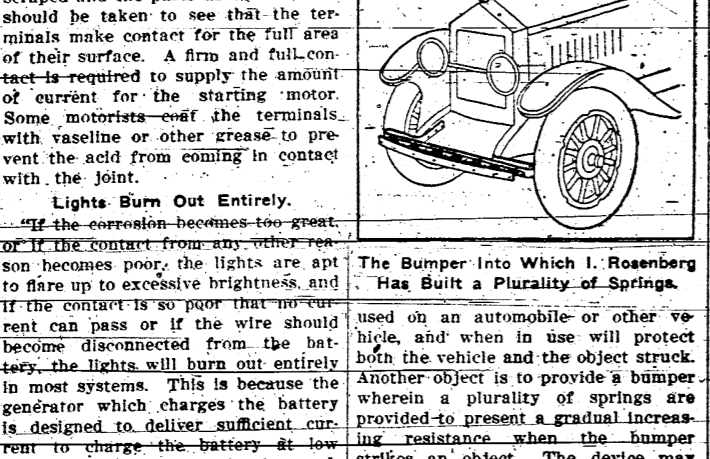 should be taken to see that the ter-
minals make contact for the full area
of their surface. A firm and full con-
tact is required to supply the amount
of current for the starting motor.
Some motorists coat the terminals
with vaseline or other grease to pre-
vent the acid from coming in contact
with the joint.
Lights Burn Out Entirely.
"If the corrosion becomes too great,
or if the contact from any other rea-
son becomes poor, the lights are apt
to flare up to excessive brightness, and
if the contact is so poor that no cur-
rent can pass or if the wire should
become disconnected from the bat-
tery, the lights will burn out entirely
in most systems. This is because the
generator which charges the battery
is designed to deliver sufficient cur-
rent to charge the battery at low
The Bumper Into Which I. Rosenberg
Has Built a Plurality of Springs.
used on an automobile or other ve-
hicle, and when in use will protect
both the vehicle and the object struck.
Another object is to provide a bumper
wherein a plurality of springs are
provided to present a gradual increas-
ing resistance when the bumper
strikes an object. The device may